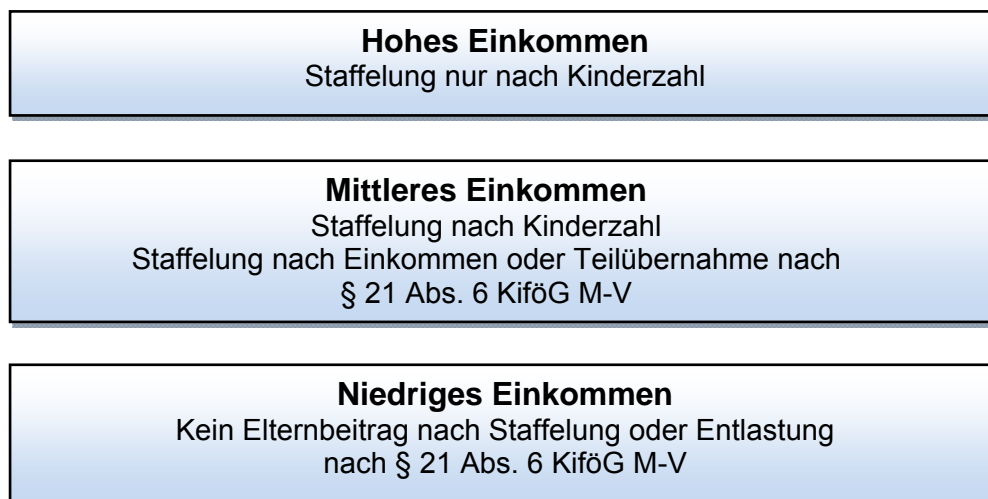 Hohes Einkommen
Staffelung nur nach Kinderzahl
Mittleres Einkommen
Staffelung nach Kinderzahl
Staffelung nach Einkommen oder Teilübernahme nach
§ 21 Abs. 6 KiföG M-V
Niedriges Einkommen
Kein Elternbeitrag nach Staffelung oder Entlastung
nach § 21 Abs. 6 KiföG M-V